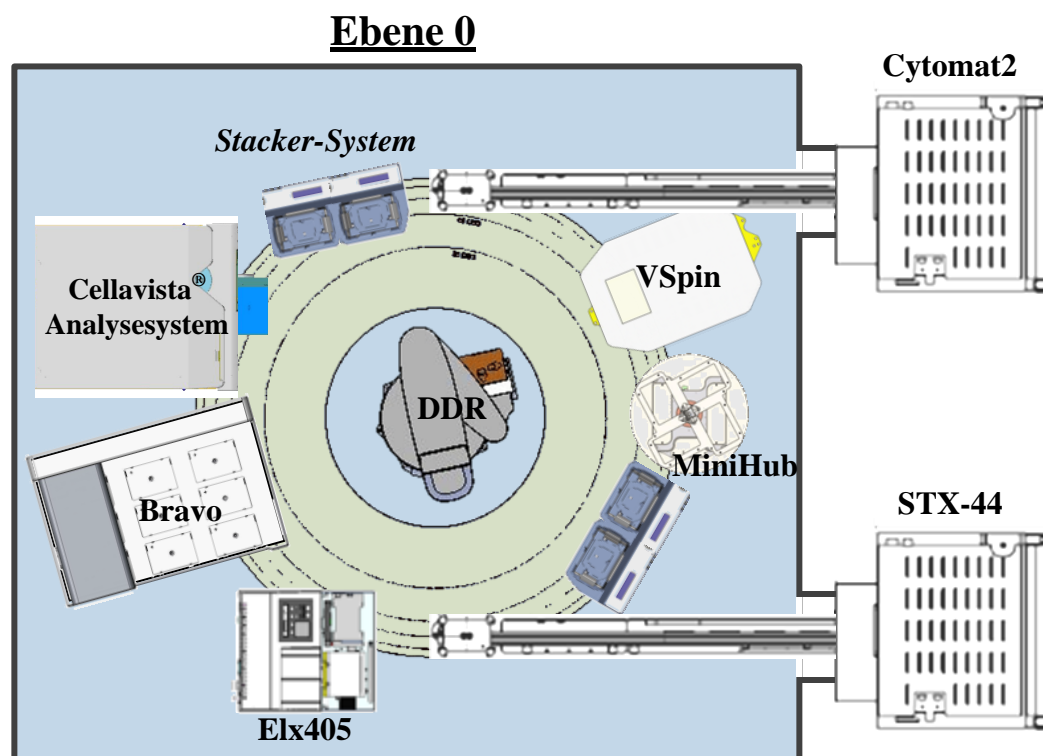 Ebene 0
Cytomat2
Stacker-System
VSpin
Cellavista®
Analysesystem
DDR
MiniHub
Bravo
STX-44
Elx405